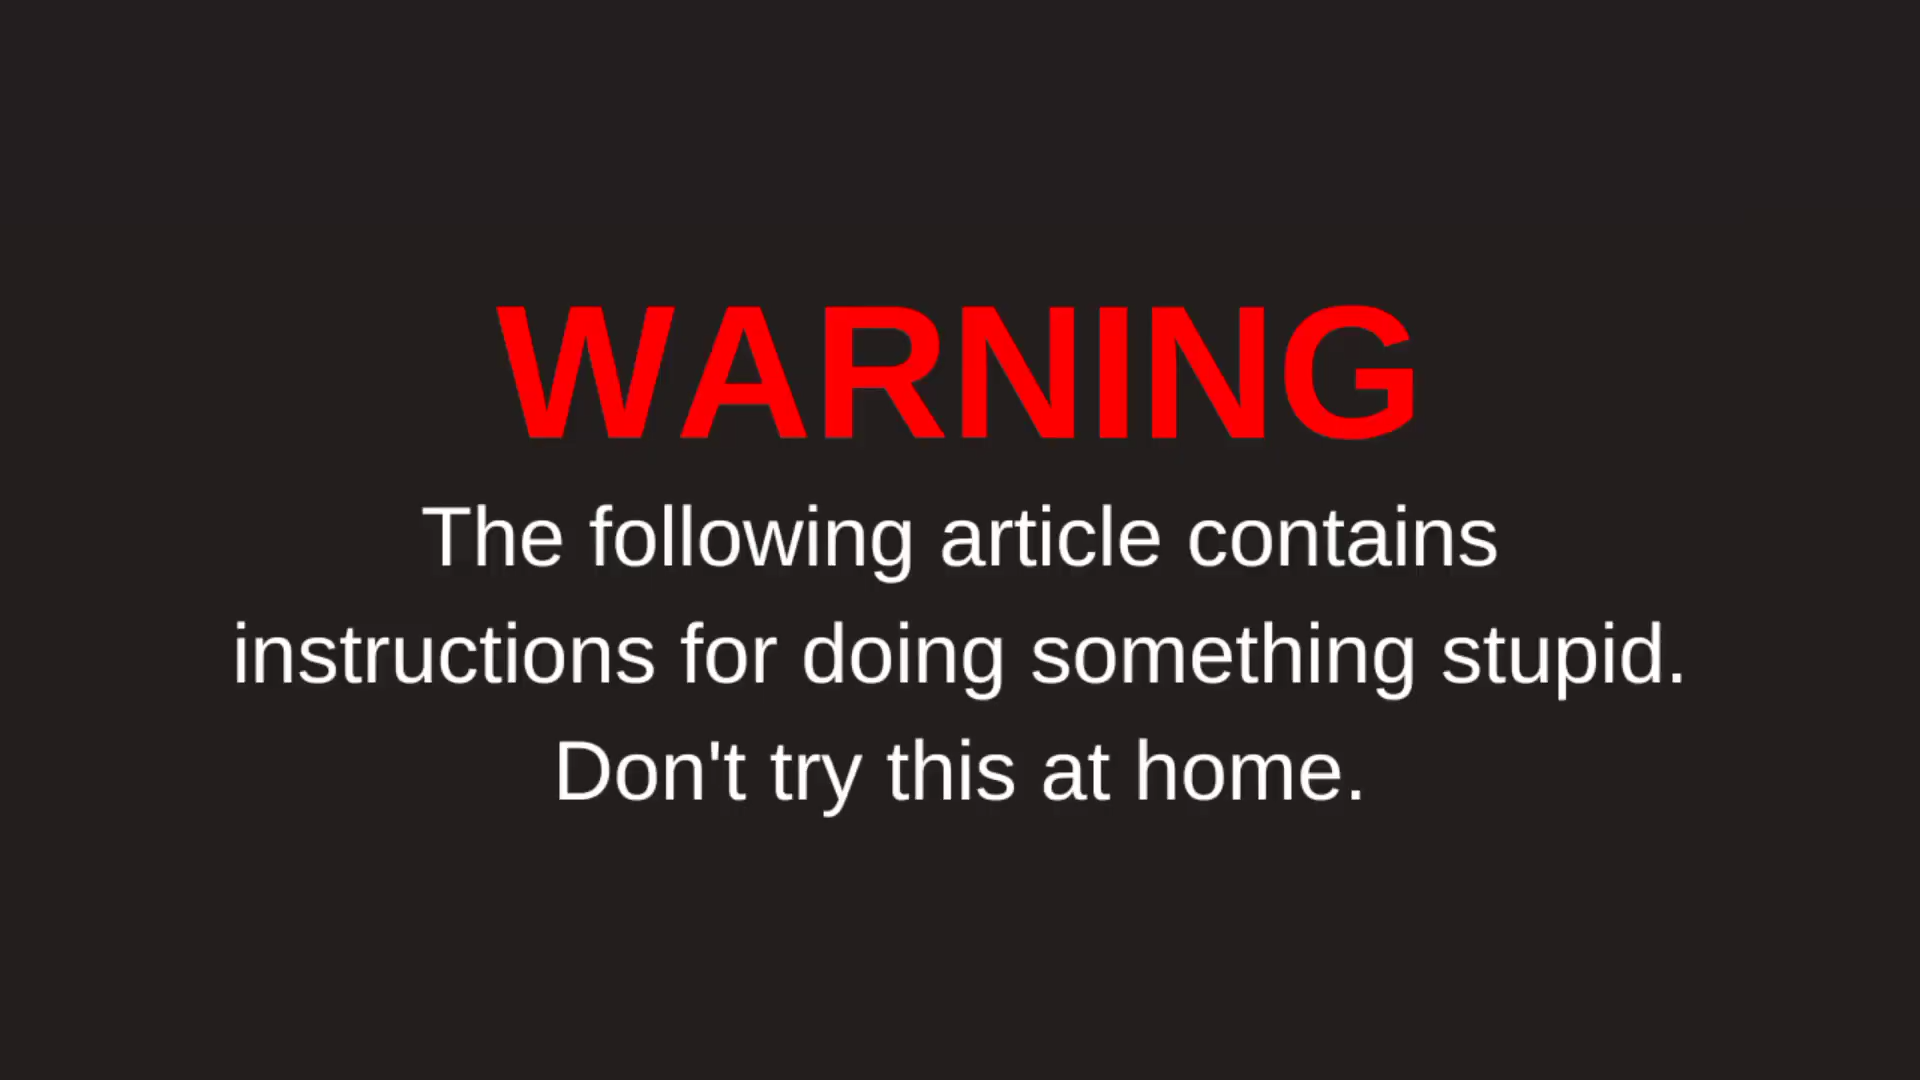 WARNING
The following article contains
instructions for doing something stupid.
Don't try this at home.